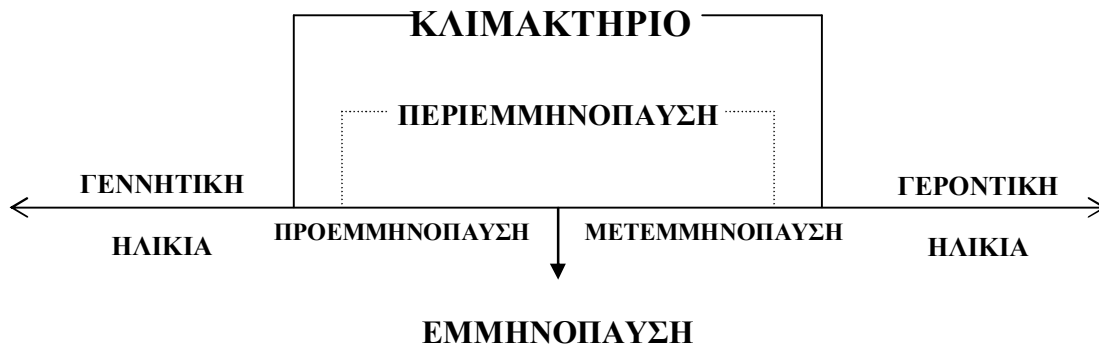 ΚΛΙΜΑΚΤΗΡΙΟ
ΠΕΡΙΕΜΜΗΝΟΠΑΥΣΗ
ΓΕΝΝΗΤΙΚΗ ΓΕΡΟΝΤΙΚΗ
ΗΛΙΚΙΑ ΠΡΟΕΜΜΗΝΟΠΑΥΣΗ ΜΕΤΕΜΜΗΝΟΠΑΥΣΗ ΗΛΙΚΙΑ
ΕΜΜΗΝΟΠΑΥΣΗ